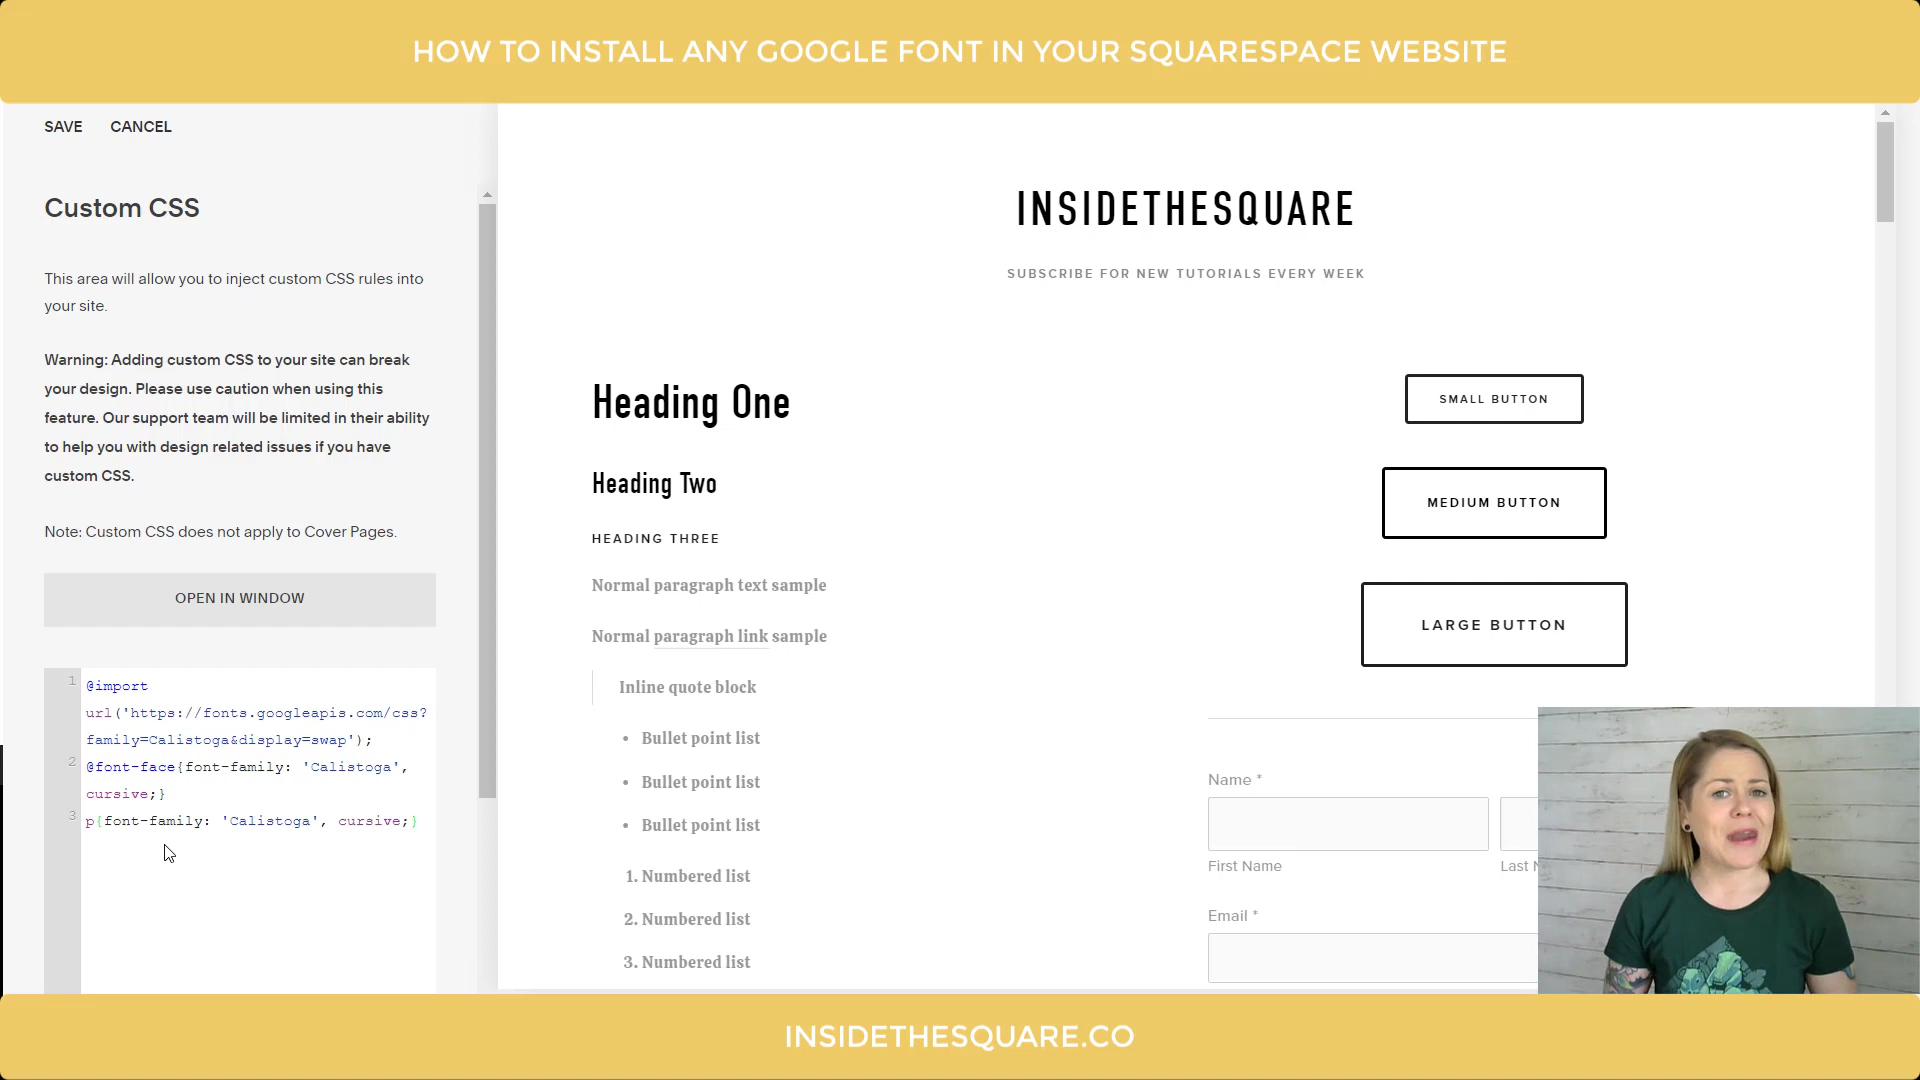 HOW TO INSTALL ANY GOOGLE FONT IN YOUR SQUARESPACE WEBSITE
SAVE CANCEL
Custom CSS
This area will allow you to inject custom CSS rules into
your site.
Warning: Adding custom CSS to your site can break
your design. Please use caution when using this
feature. Our support team will be limited in their ability
to help you with design related issues if you have
custom CSS.
Note: Custom CSS does not apply to Cover Pages.
OPEN IN WINDOW
1 @import
url('https://fonts.googleapis.com/css?
family=Calistoga&display=swap');
2 @font-face{font-family: 'Calistoga',
cursive;}
3 p{font-family: 'Calistoga', cursive;}
INSIDETHESQUARE
SUBSCRIBE FOR NEW TUTORIALS EVERY WEEK
Heading One
Heading Two
HEADING THREE
Normal paragraph text sample
Normal paragraph link sample
Inline quote block
• Bullet point list
• Bullet point list
• Bullet point list
1. Numbered list
2. Numbered list
3. Numbered list
SMALL BUTTON
MEDIUM BUTTON
LARGE BUTTON
Name *
First Name
Last
Email *
INSIDETHESQUARE.CO